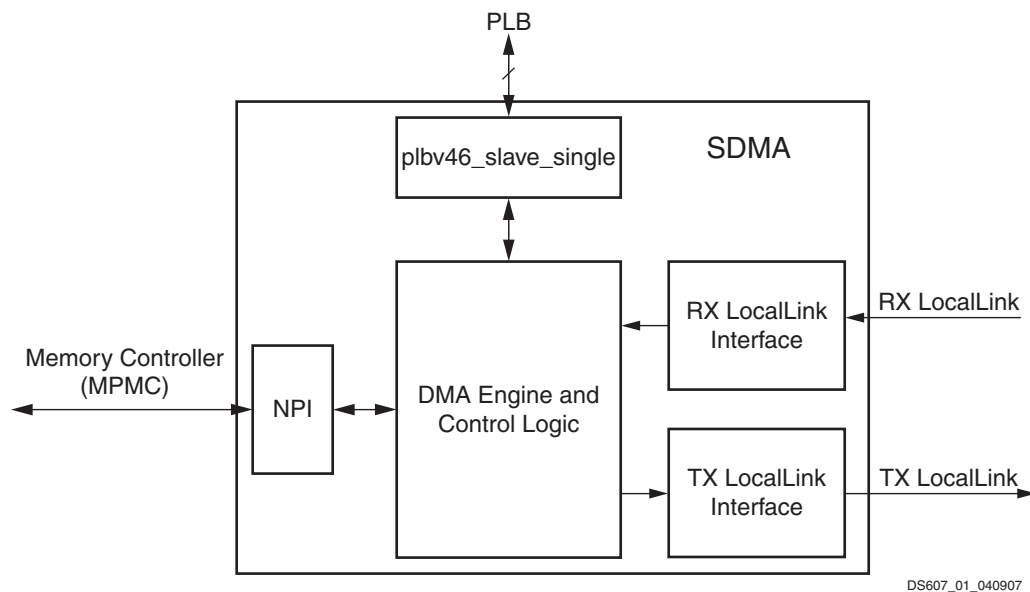 PLB
plbv46_slave_single
SDMA
RX LocalLink
Interface
RX LocalLink
Memory Controller
(MPMC)
NPI
DMA Engine and
Control Logic
TX LocalLink
Interface
TX LocalLink
DS607_01_040907